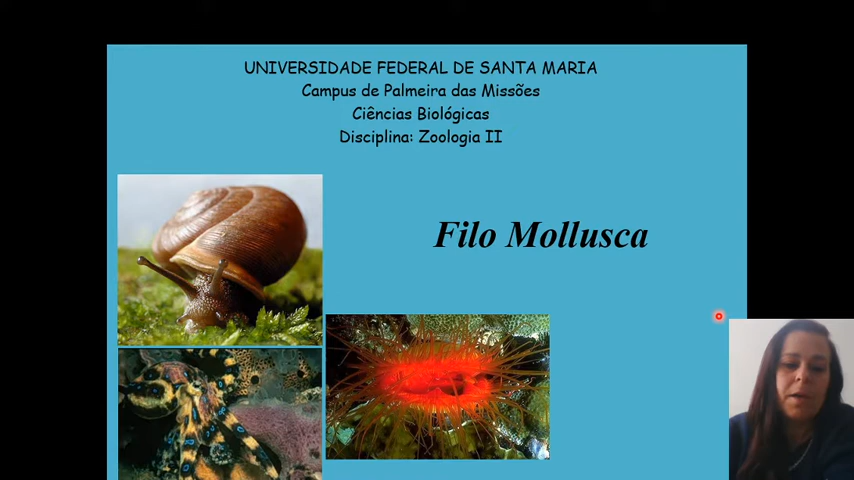 UNIVERSIDADE FEDERAL DE SANTA MARIA
Campus de Palmeira das Missões
Ciências Biológicas
Disciplina: Zoologia II
Filo Mollusca